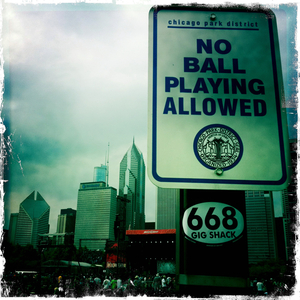 chicago park district
NO
BALL
PLAYING
ALLOWED
668
GIG SHACK